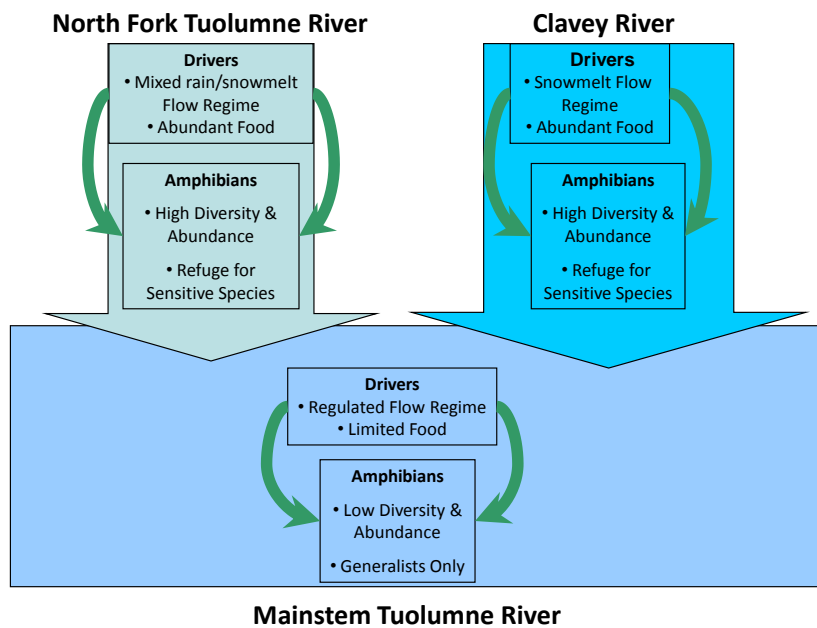 North Fork Tuolumne River
Drivers
• Mixed rain/snowmelt
Flow Regime
• Abundant Food
Amphibians
• High Diversity &
Abundance
• Refuge for
Sensitive Species
Clavey River
Drivers
• Snowmelt Flow
Regime
• Abundant Food
Amphibians
• High Diversity &
Abundance
• Refuge for
Sensitive Species
Drivers
• Regulated Flow Regime
• Limited Food
Amphibians
• Low Diversity &
Abundance
• Generalists Only
Mainstem Tuolumne River